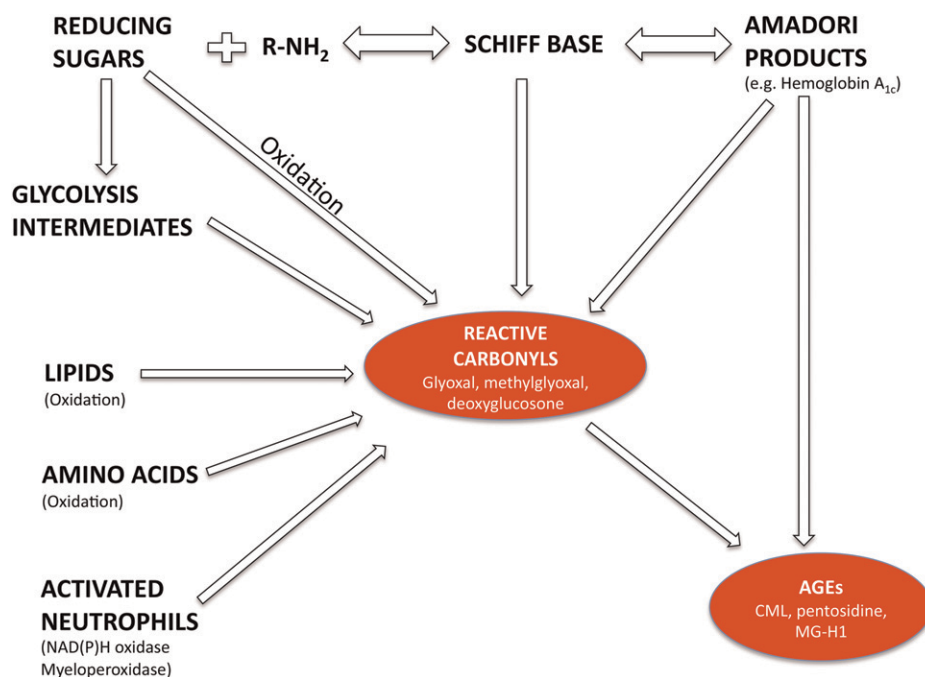 REDUCING
SUGARS
R-NH₂
SCHIFF BASE
AMADORI
PRODUCTS
(e.g. Hemoglobin A₁c)
Oxidation
GLYCOLYSIS
INTERMEDIATES
REACTIVE
CARBONYLS
Glyoxal, methylglyoxal,
deoxyglucosone
LIPIDS
(Oxidation)
AMINO ACIDS
(Oxidation)
ACTIVATED
NEUTROPHILS
(NAD(P)H oxidase
Myeloperoxidase)
AGEs
CML, pentosidine,
MG-H1